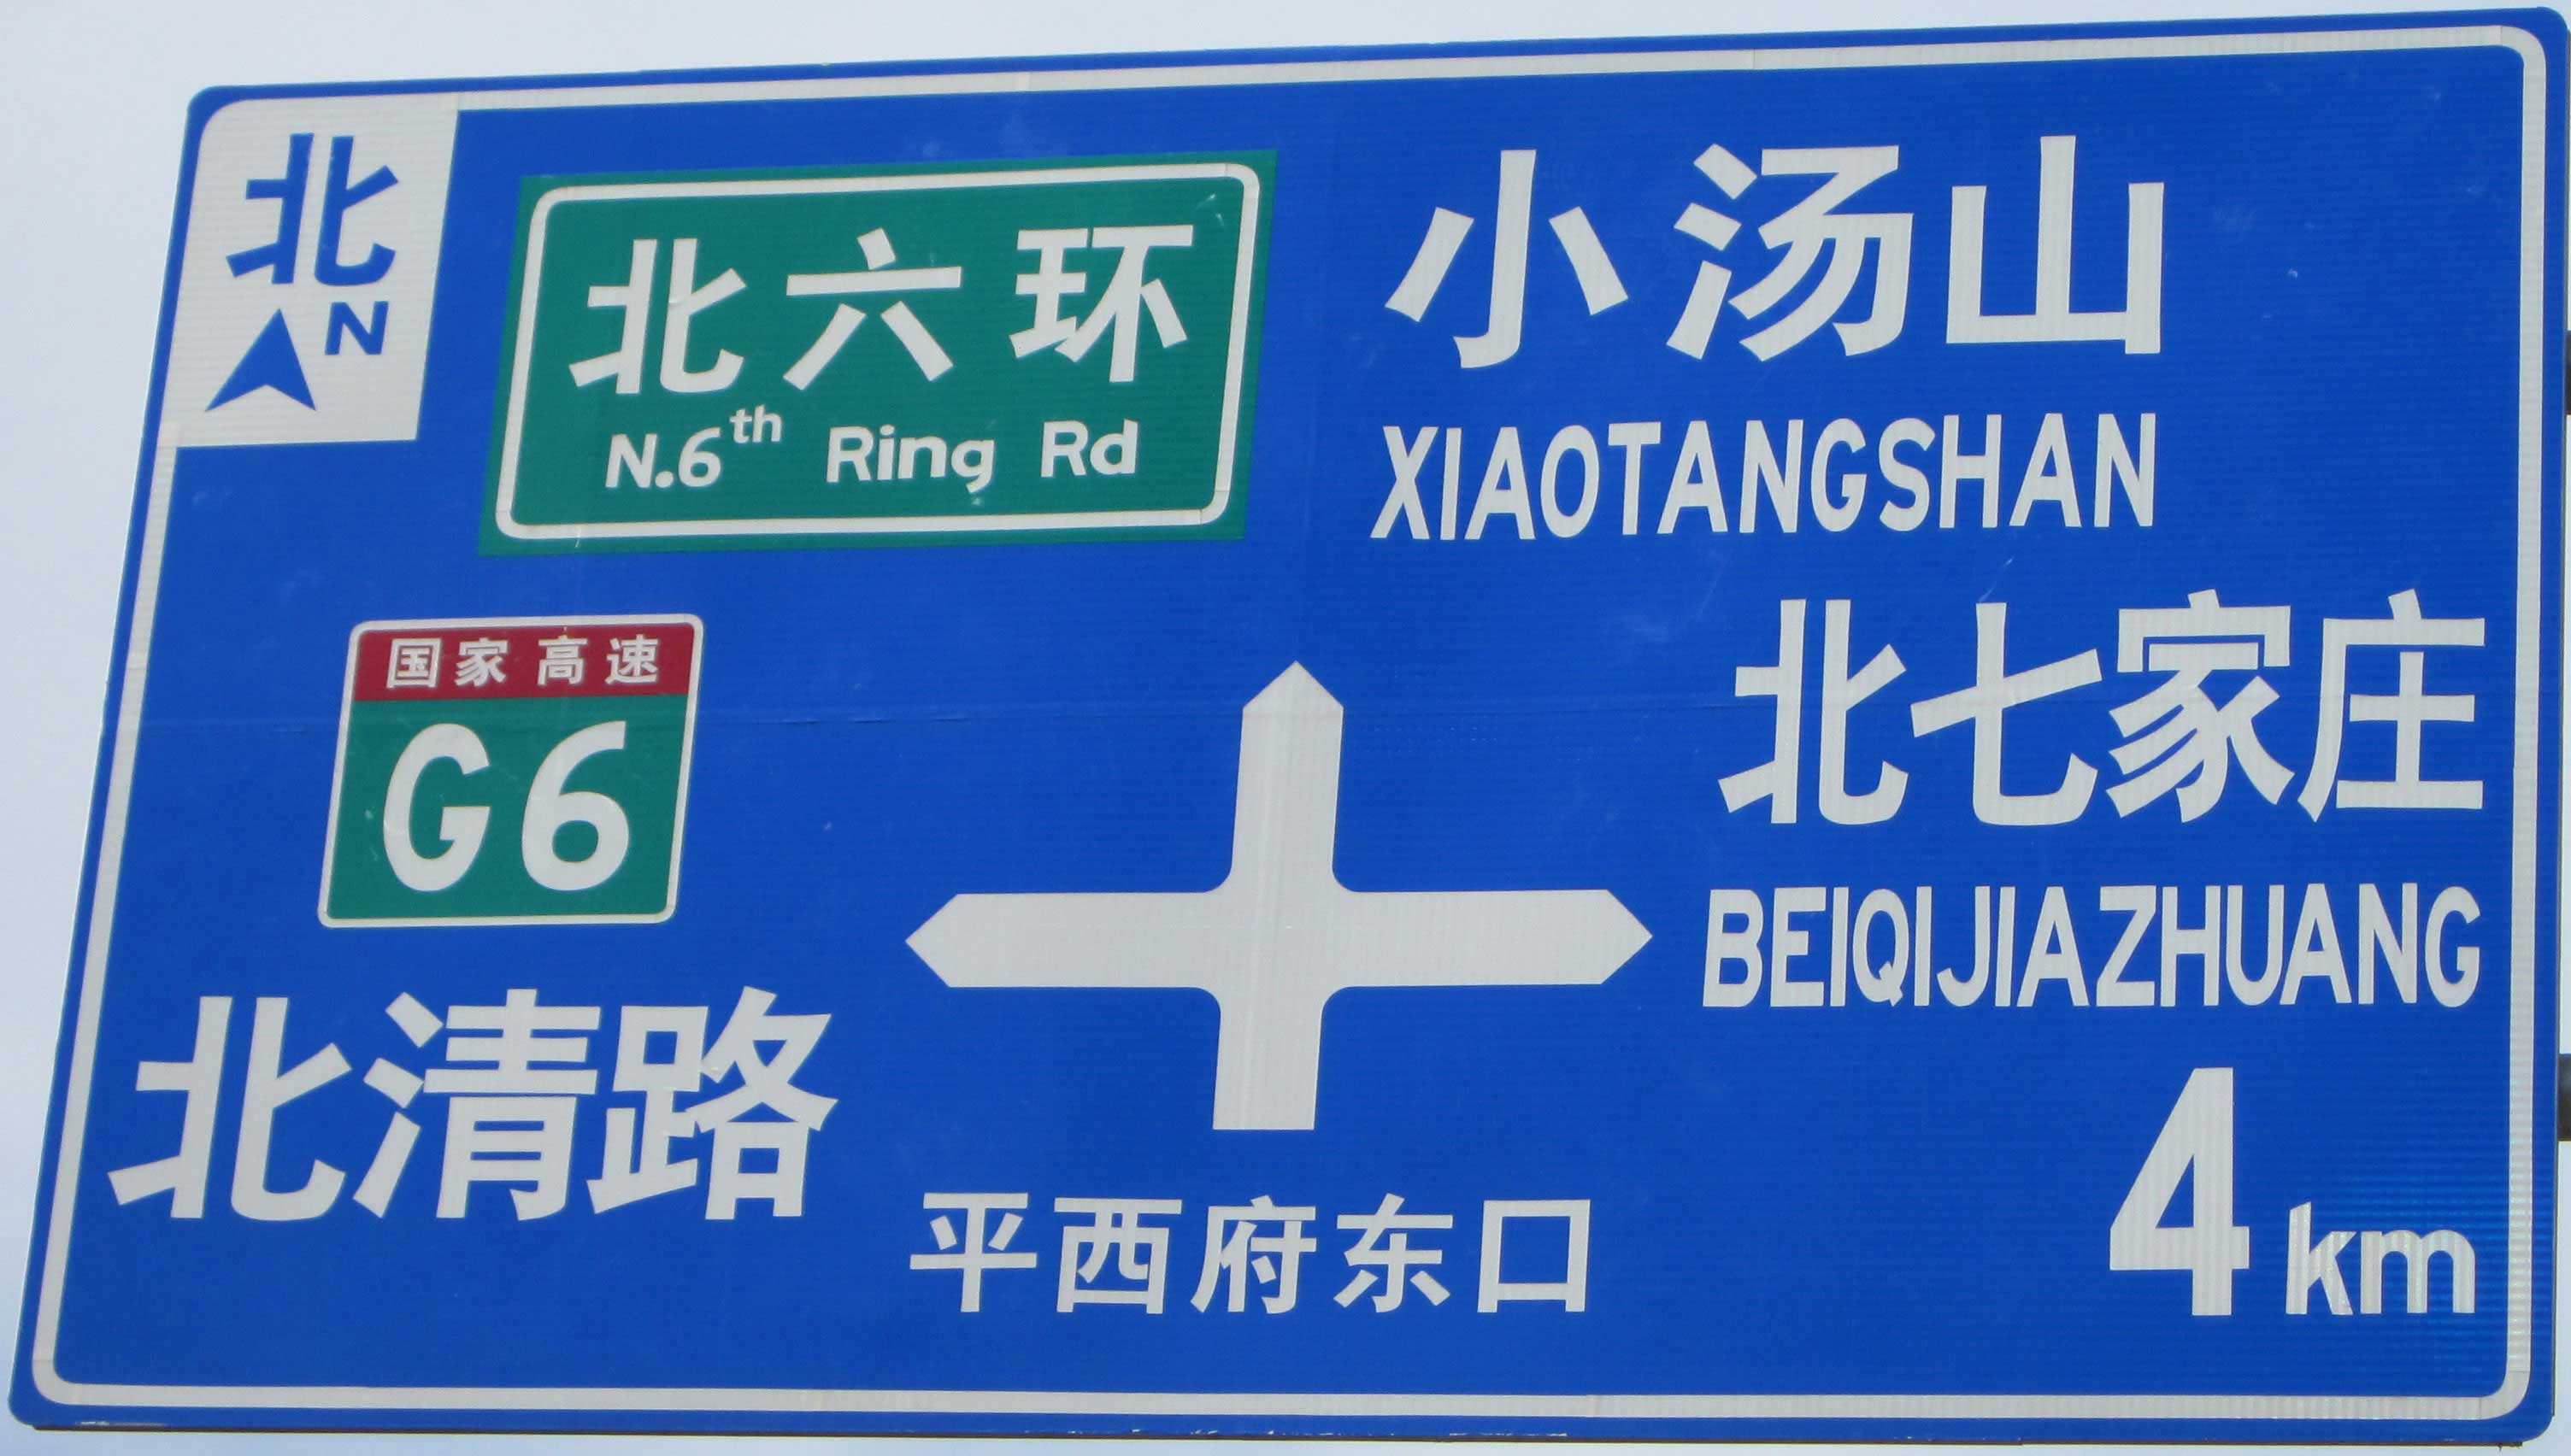 北
N
北六环
N.6th Ring Rd
小汤山
XIAOTANGSHAN
国家高速
G6
北清路
北七家庄
BEIQIJIAZHUANG
4 km
平西府东口